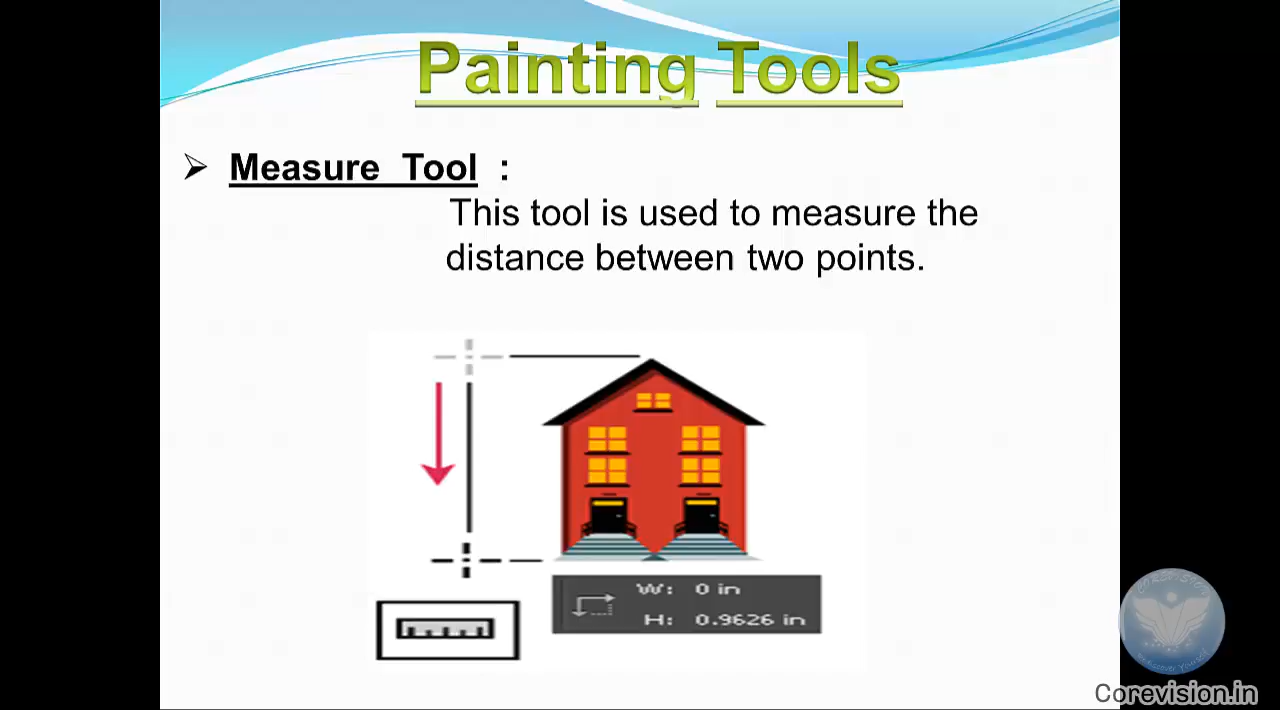 Painting Tools
Measure Tool :
This tool is used to measure the
distance between two points.
W: 0 in
H: 0.9626 in
Corevision.in